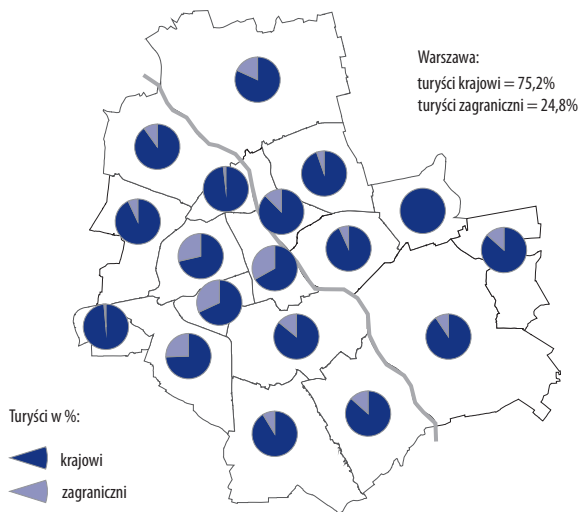 Warszawa:
turyści krajowi = 75,2%
turyści zagraniczni = 24,8%
Turyści w %:
krajowi
zagraniczni